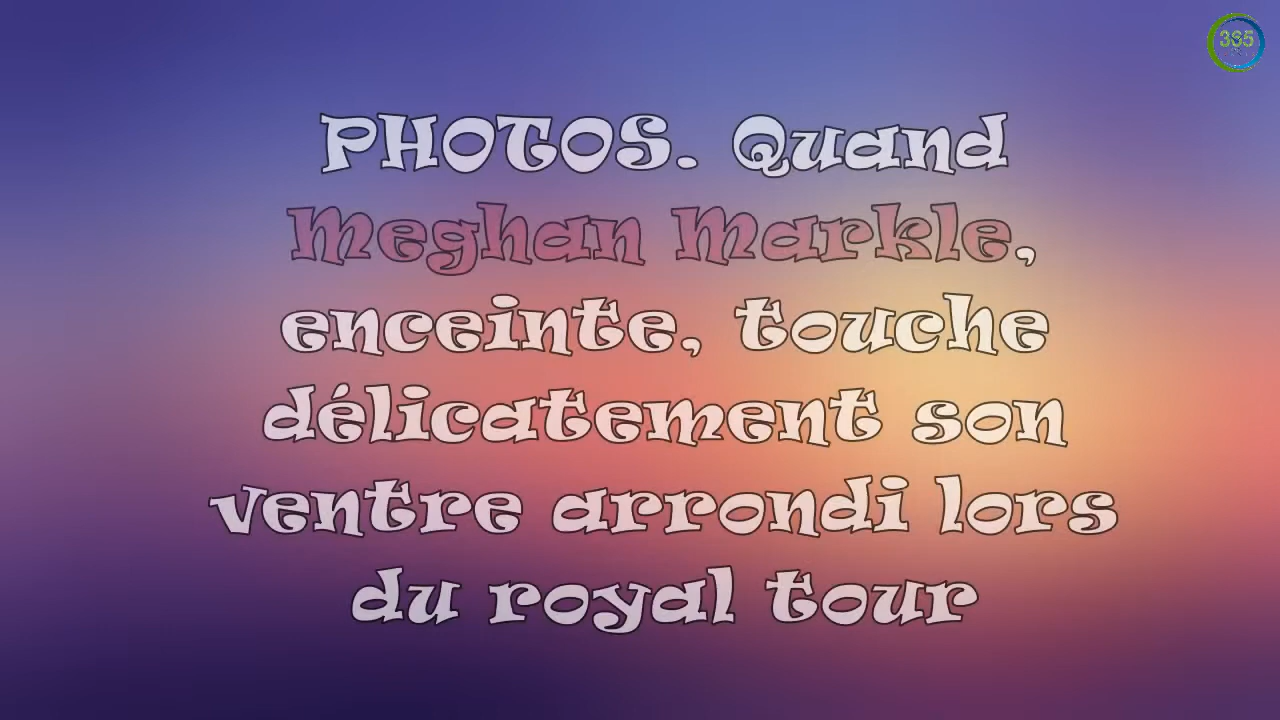 365
PHOTOS. Quand
Meghan Markle,
enceinte, touche
délicatement son
ventre arrondi lors
du royal tour